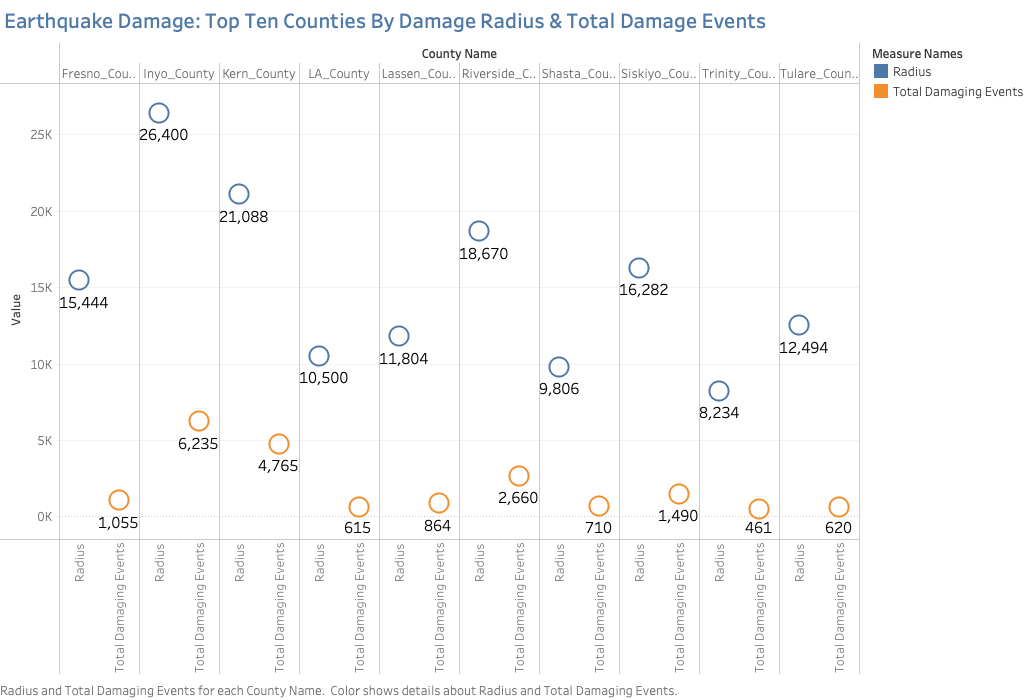 Earthquake Damage: Top Ten Counties By Damage Radius & Total Damage Events
County Name
Fresno_Cou.. Inyo_County Kern_County LA_County Lassen_Cou.. Riverside_C.. Shasta_Cou.. Siskiyo_Cou.. Trinity_Cou.. Tulare_Coun..
Measure Names
Radius
Total Damaging Events
Value
25K
20K
15K
10K
5K
0K
26,400
21,088
18,670
16,282
15,444
12,494
11,804
10,500
9,806
8,234
6,235
4,765
2,660
1,490
1,055
615
864
710
461
620
Radius
Total Damaging Events
Radius
Total Damaging Events
Radius
Total Damaging Events
Radius
Total Damaging Events
Radius
Total Damaging Events
Radius
Total Damaging Events
Radius
Total Damaging Events
Radius
Total Damaging Events
Radius
Total Damaging Events
Radius
Total Damaging Events
Radius and Total Damaging Events for each County Name.  Color shows details about Radius and Total Damaging Events.